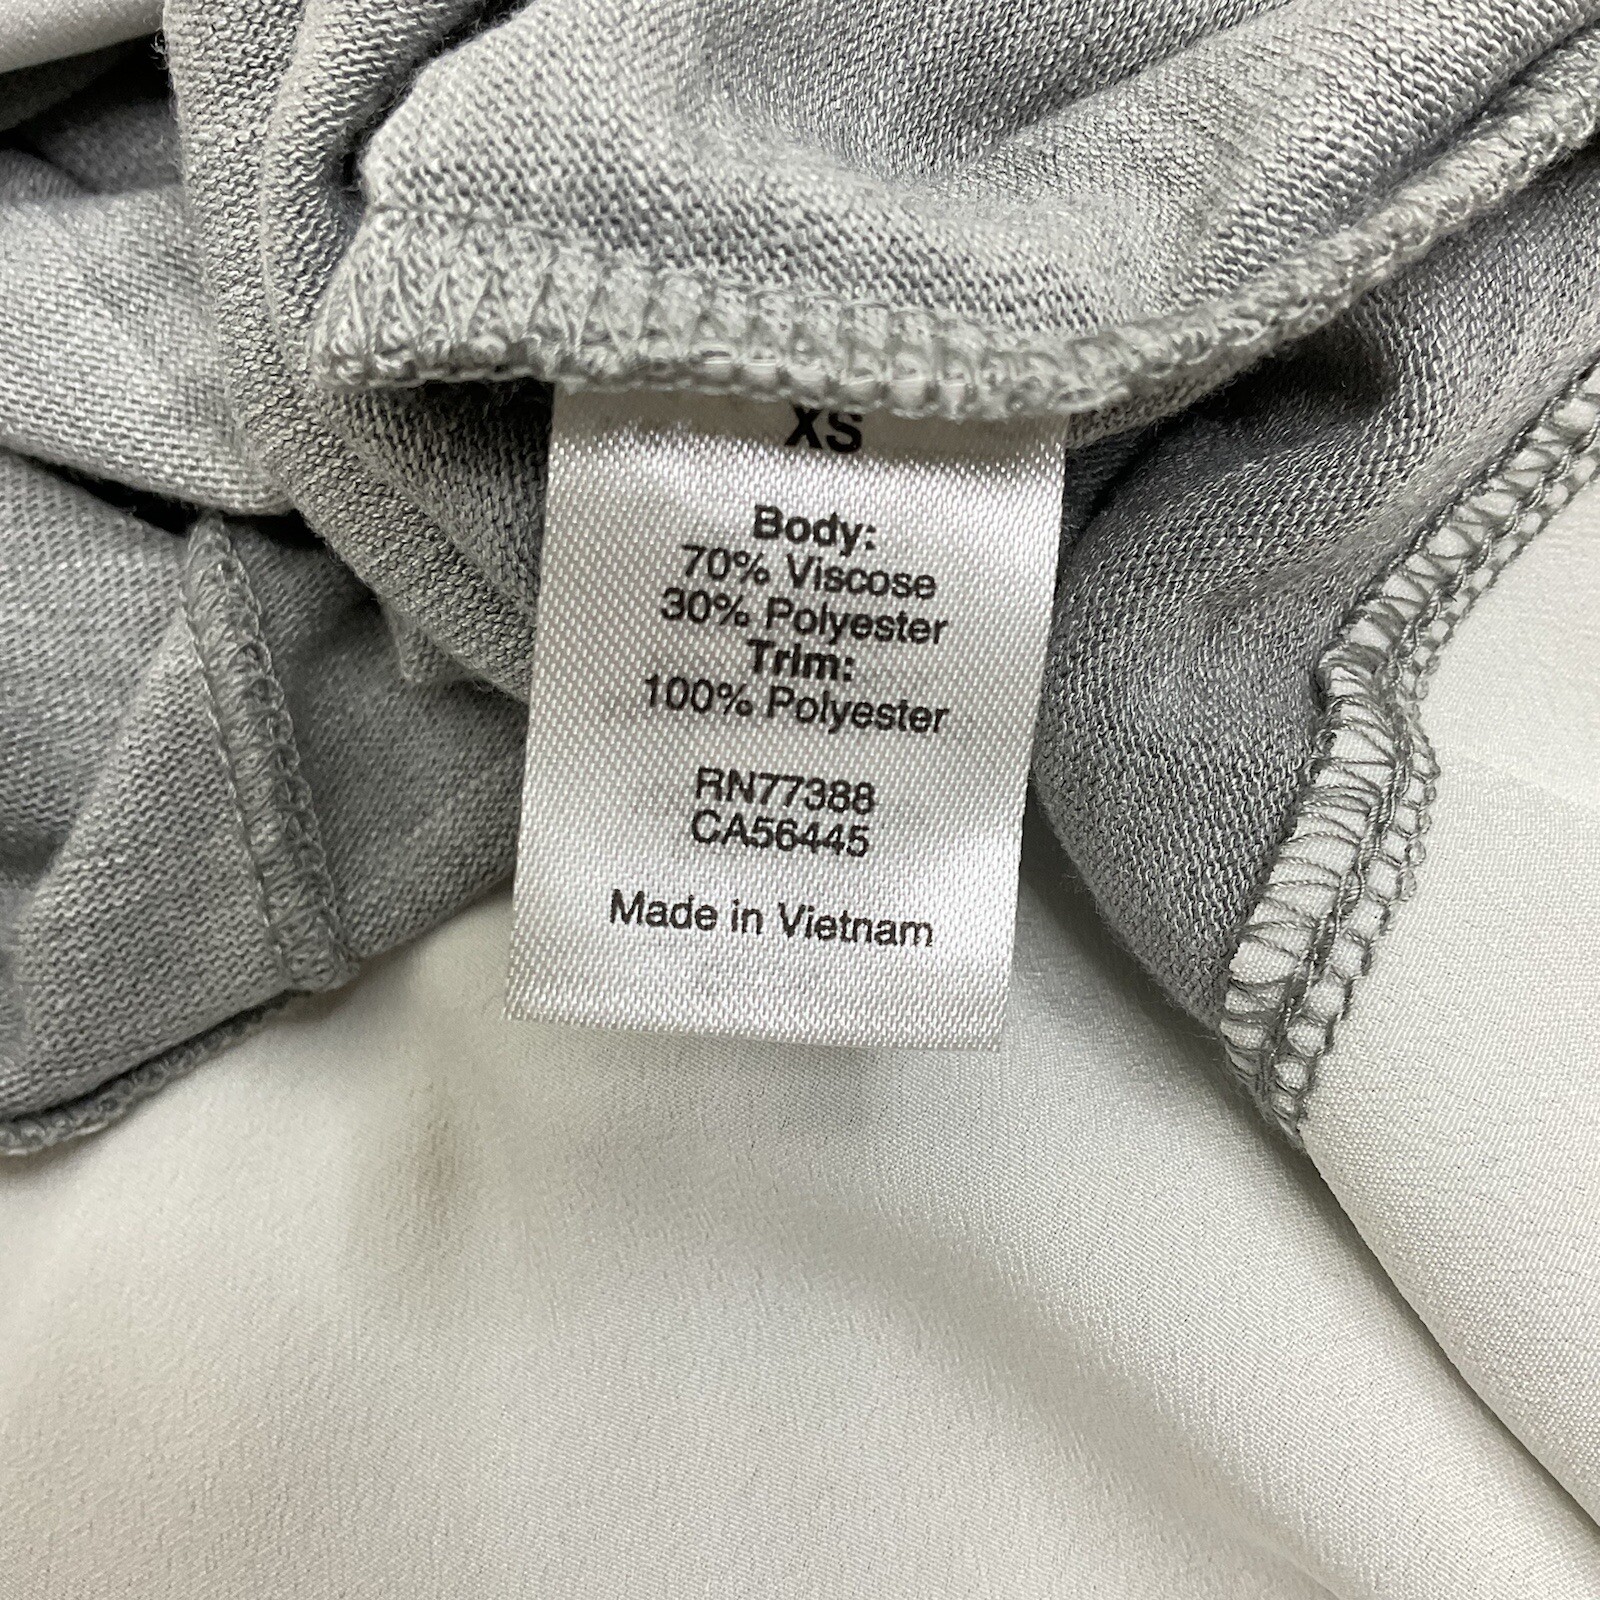 XS
Body:
70% Viscose
30% Polyester
Trim:
100% Polyester
RN77388
CA56445
Made in Vietnam